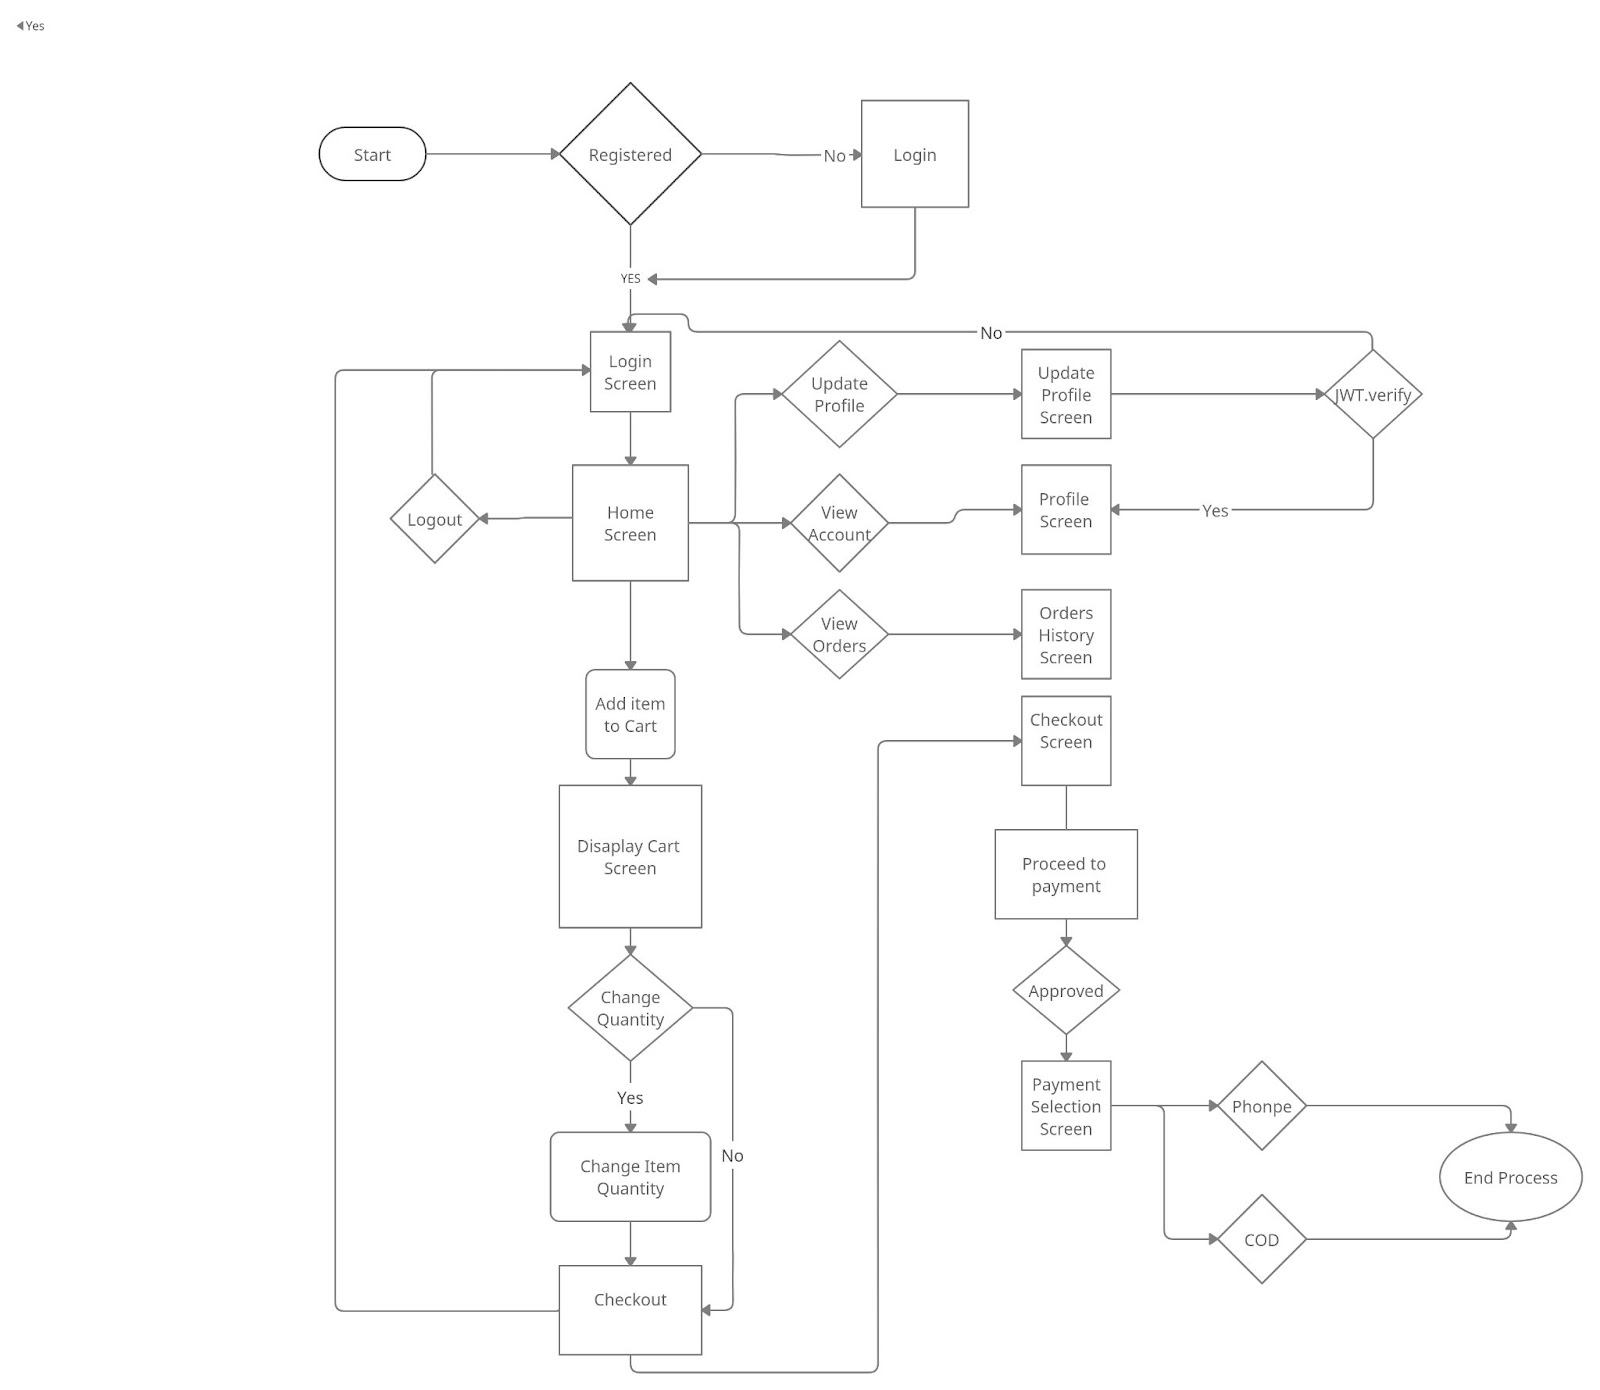 Yes
Start
Registered
No
Login
YES
No
Login
Screen
Update
Profile
Update
Profile
Screen
JWT.verify
Logout
Home
Screen
View
Account
Profile
Screen
Yes
View
Orders
Orders
History
Screen
Add item
to Cart
Checkout
Screen
Disaplay Cart
Screen
Proceed to
payment
Change
Quantity
Approved
Yes
No
Payment
Selection
Screen
Phonpe
Change Item
Quantity
End Process
COD
Checkout